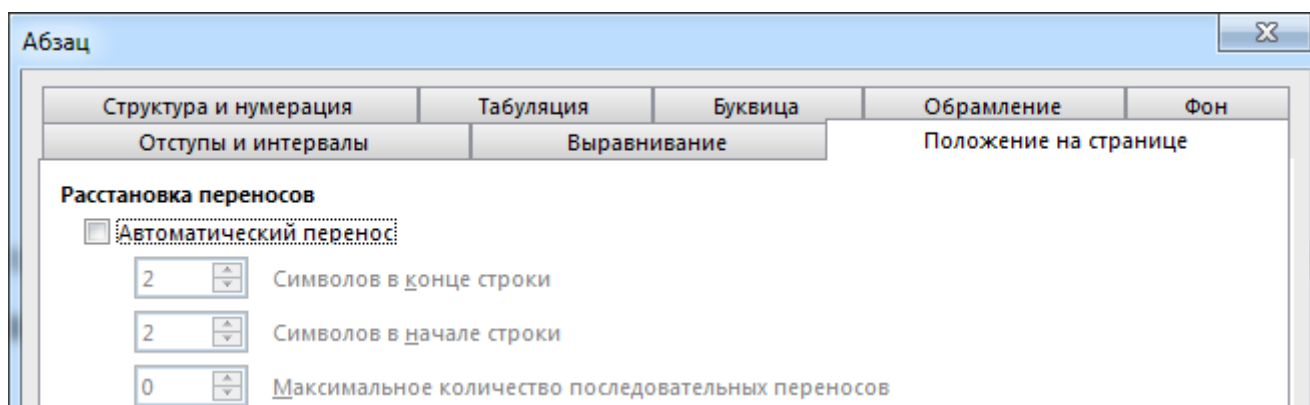 Абзац
Структура и нумерация Табуляция Буквица Обрамление Фон
Отступы и интервалы Выравнивание Положение на странице
Расстановка переносов
Автоматический перенос
2 Символов в конце строки
2 Символов в начале строки
0 Максимальное количество последовательных переносов